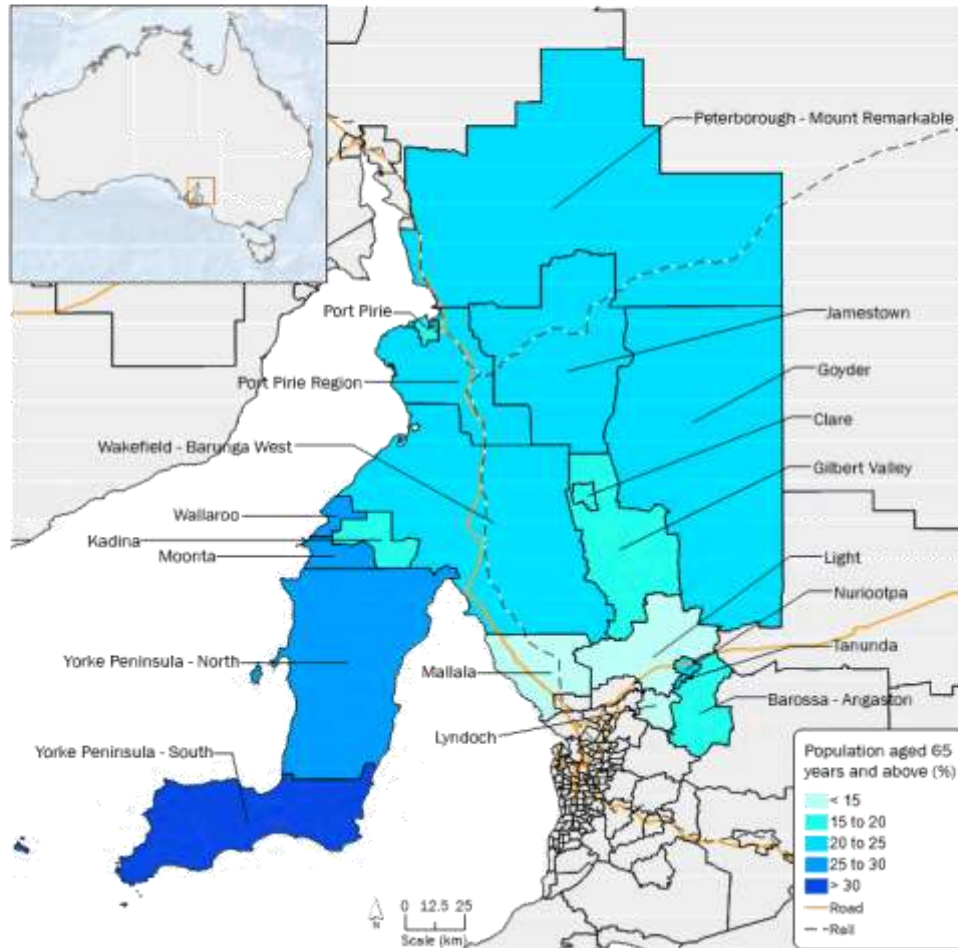 Peterborough - Mount Remarkable
Port Pirie
Jamestown
Port Pirie Region
Goyder
Clare
Wakefield - Barunga West
Gilbert Valley
Wallaroo
Kadina
Moonta
Light
Nuriootpa
Tanunda
Yorke Peninsula - North
Mallala
Barossa - Angaston
Lyndoch
Yorke Peninsula - South
Population aged 65
years and above (%)
< 15
15 to 20
20 to 25
25 to 30
> 30
Road
Rail
N
0 12.5 25
Scale (km)